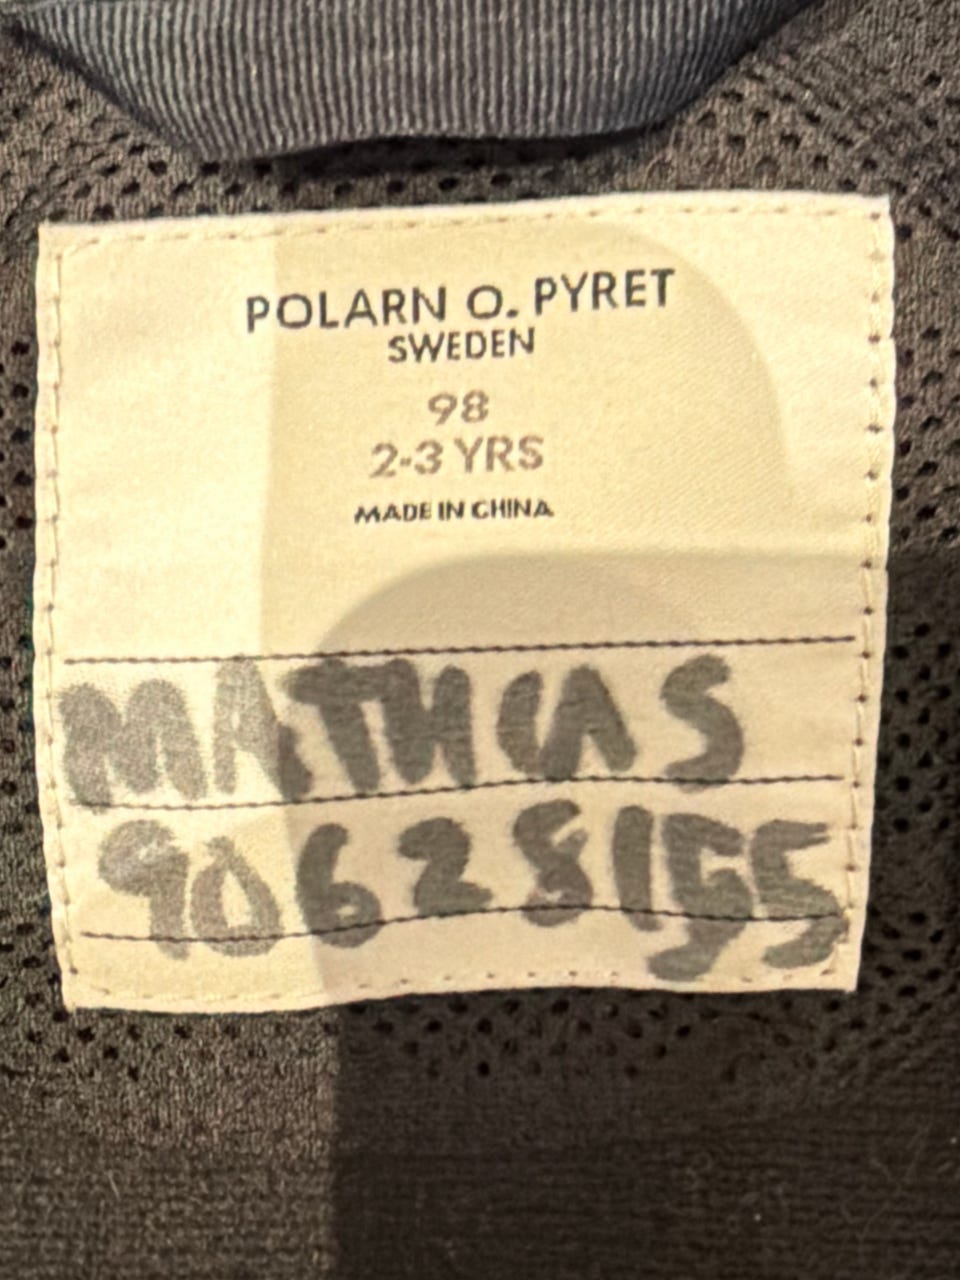 POLARN O. PYRET
SWEDEN
98
2-3 YRS
MADE IN CHINA
MATHIAS
90628155